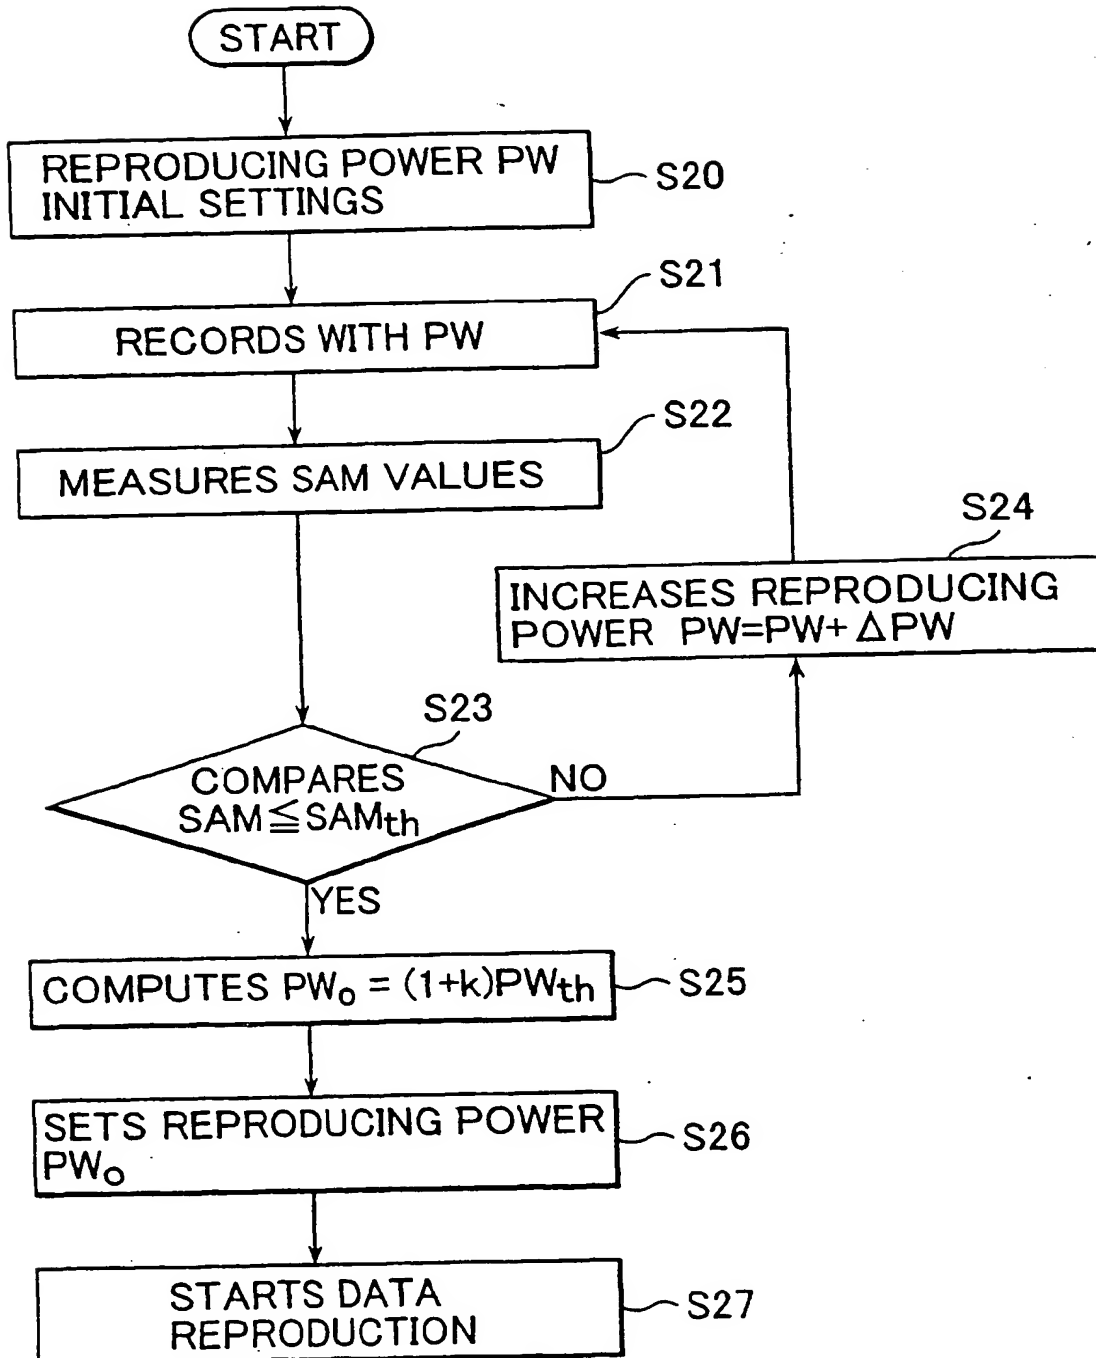 START
REPRODUCING POWER PW
INITIAL SETTINGS
S20
S21
RECORDS WITH PW
S22
MEASURES SAM VALUES
S24
INCREASES REPRODUCING
POWER PW=PW+ΔPW
S23
COMPARES
SAM≦SAMth
NO
YES
COMPUTES PWo = (1+k)PWth
S25
SETS REPRODUCING POWER
PWo
S26
STARTS DATA
REPRODUCTION
S27